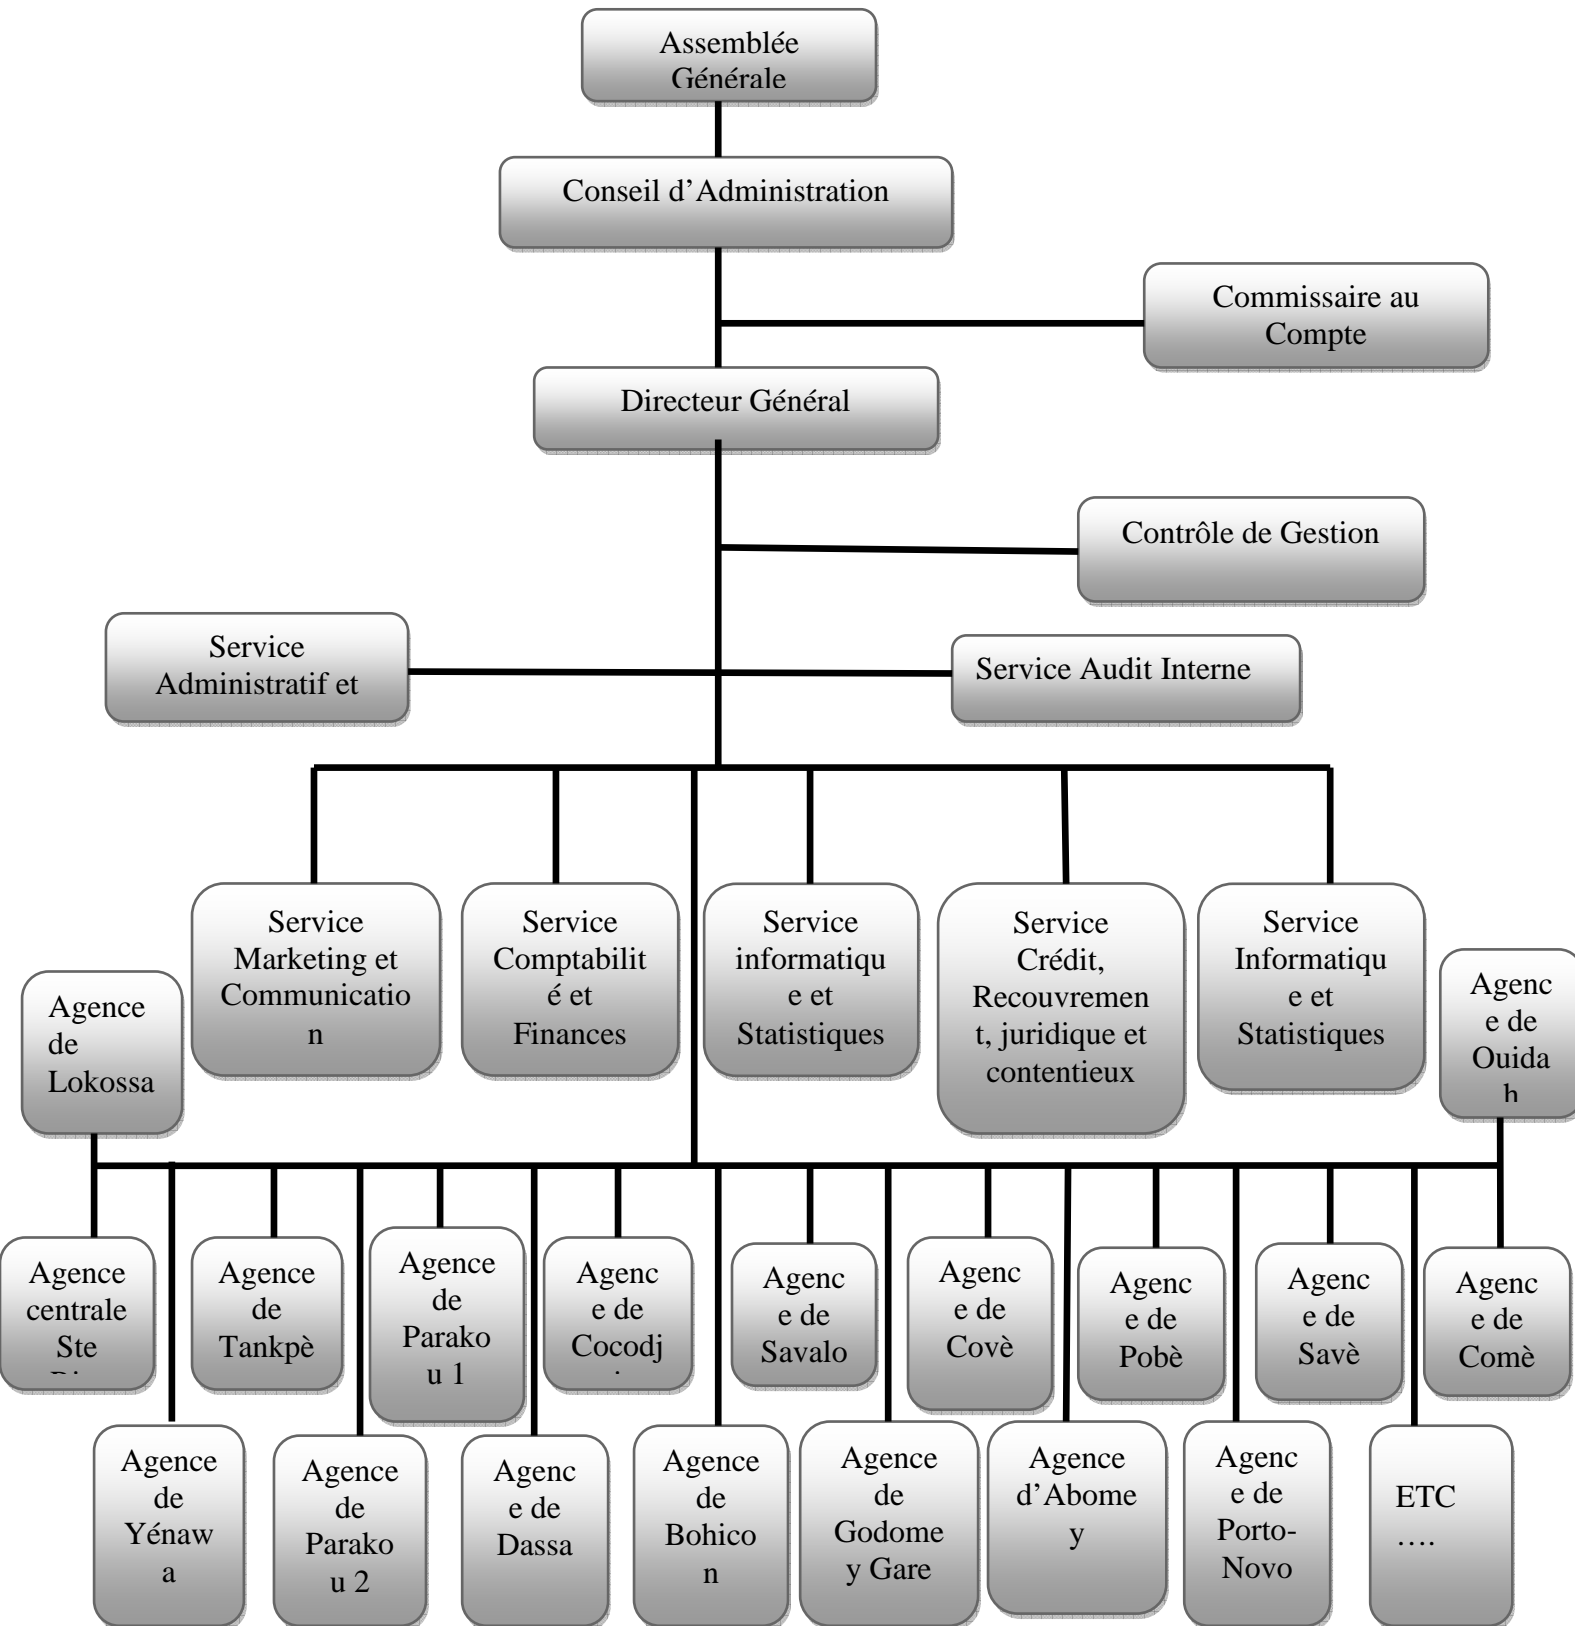 Assemblée
Générale
Conseil d’Administration
Commissaire au
Compte
Directeur Général
Contrôle de Gestion
Service
Administratif et
Service Audit Interne
Service
Marketing et
Communicatio
n
Service
Comptabilit
é et
Finances
Service
informatiqu
e et
Statistiques
Service
Crédit,
Recouvremen
t, juridique et
contentieux
Service
Informatiqu
e et
Statistiques
Agence
de
Lokossa
Agenc
e de
Ouida
h
Agence
centrale
Ste
Agence
de
Tankpè
Agence
de
Parako
u 1
Agenc
e de
Cocodj
Agenc
e de
Savalo
Agenc
e de
Covè
Agenc
e de
Pobè
Agenc
e de
Savè
Agenc
e de
Comè
Agence
de
Yénaw
a
Agence
de
Parako
u 2
Agenc
e de
Dassa
Agence
de
Bohico
n
Agence
de
Godome
y Gare
Agence
d’Abome
y
Agenc
e de
Porto-
Novo
ETC
….